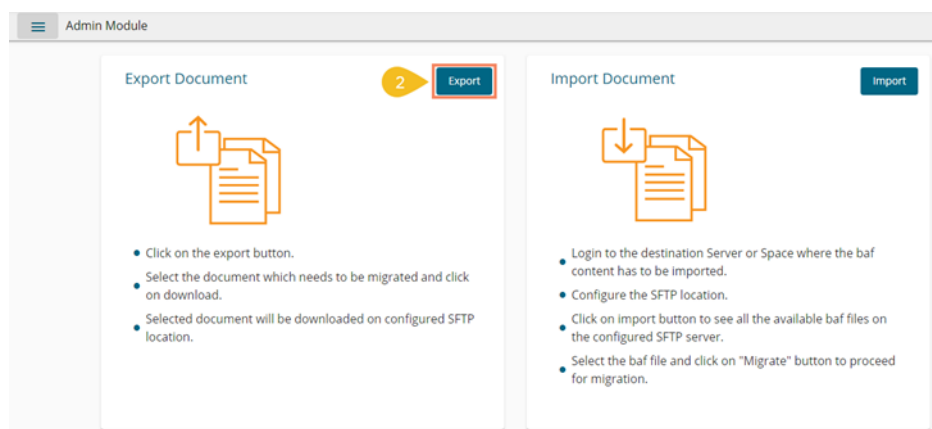 Admin Module
Export Document
2
Export
Click on the export button.
Select the document which needs to be migrated and click
on download.
Selected document will be downloaded on configured SFTP
location.
Import Document
Import
Login to the destination Server or Space where the baf
content has to be imported.
Configure the SFTP location.
Click on import button to see all the available baf files on
the configured SFTP server.
Select the baf file and click on "Migrate" button to proceed
for migration.